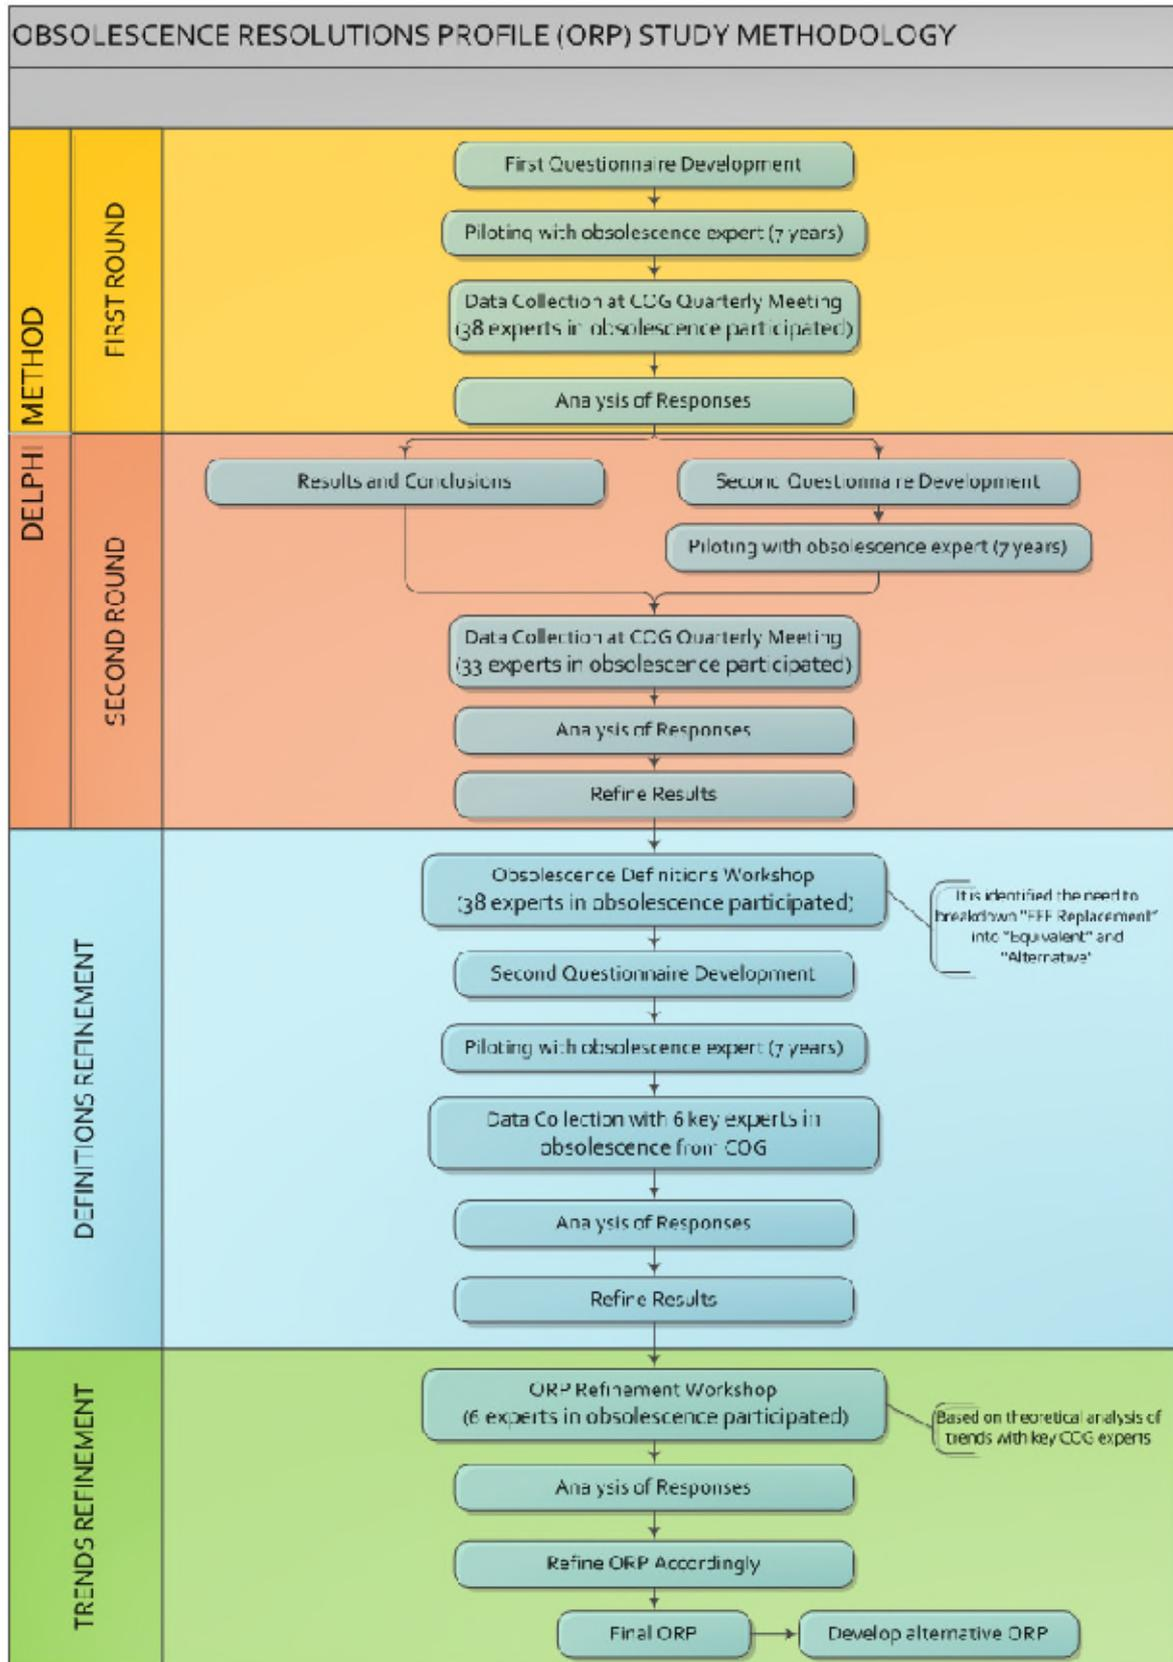 OBSOLESCENCE RESOLUTIONS PROFILE (ORP) STUDY METHODOLOGY
DELPHI METHOD
FIRST ROUND
First Questionnaire Development
Piloting with obsolescence expert (7 years)
Data Collection at COG Quarterly Meeting
(38 experts in obsolescence participated)
Analysis of Responses
SECOND ROUND
Results and Conclusions
Second Questionnaire Development
Piloting with obsolescence expert (7 years)
Data Collection at COG Quarterly Meeting
(33 experts in obsolescence participated)
Analysis of Responses
Refine Results
DEFINITIONS REFINEMENT
Obsolescence Definitions Workshop
(38 experts in obsolescence participated)
It is identified the need to
breakdown "FFF Replacement"
into "Equivalent" and
"Alternative"
Second Questionnaire Development
Piloting with obsolescence expert (7 years)
Data Collection with 6 key experts in
obsolescence from COG
Analysis of Responses
Refine Results
TRENDS REFINEMENT
ORP Refinement Workshop
(6 experts in obsolescence participated)
Based on theoretical analysis of
trends with key COG experts
Analysis of Responses
Refine ORP Accordingly
Final ORP
Develop alternative ORP